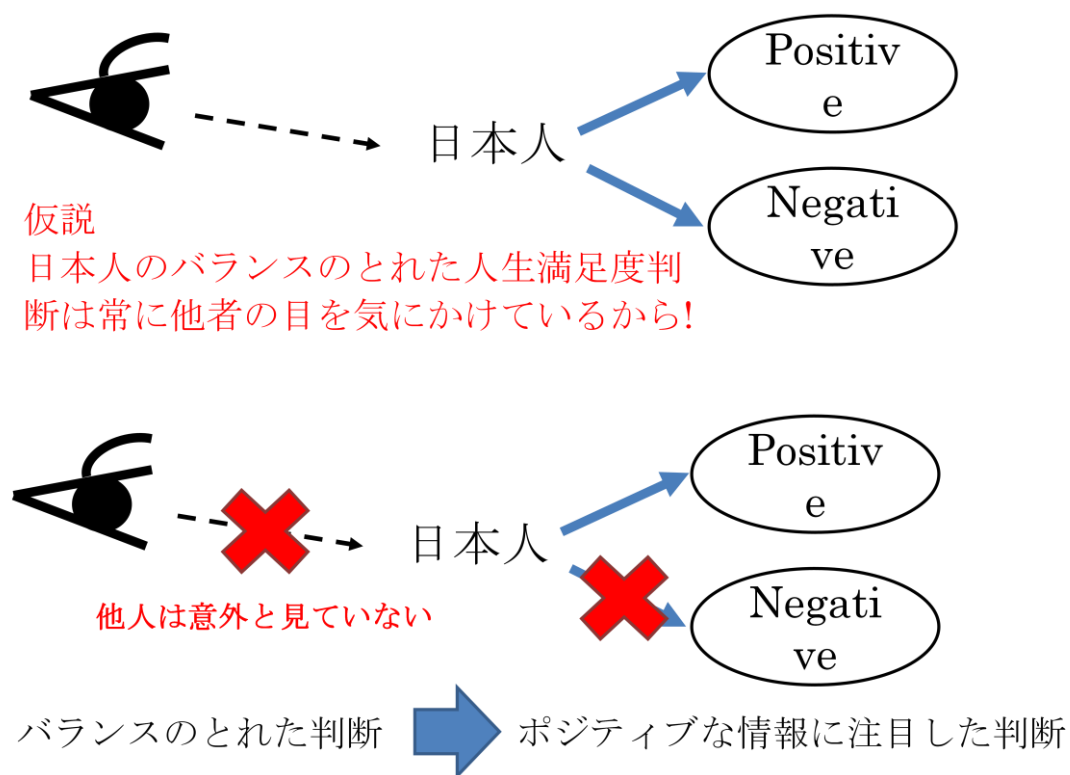 Positiv
e
日本人
Negati
ve
仮説
日本人のバランスのとれた人生満足度判
断は常に他者の目を気にかけているから!
Positiv
e
日本人
他人は意外と見ていない
Negati
ve
バランスのとれた判断
ポジティブな情報に注目した判断